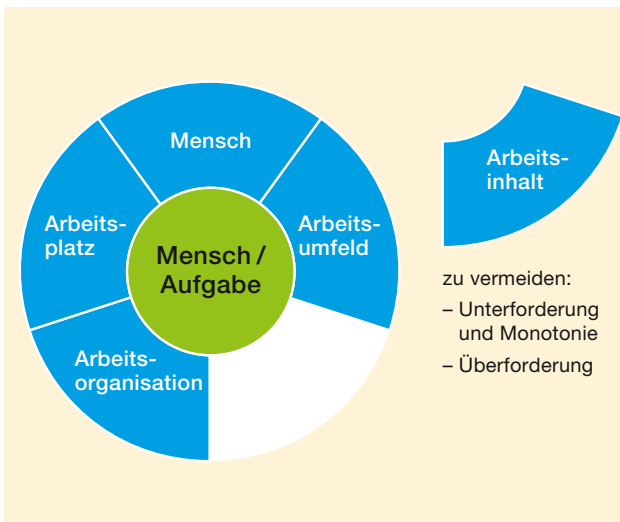 Mensch
Arbeits-
platz
Arbeits-
umfeld
Mensch /
Aufgabe
Arbeits-
organisation
Arbeits-
inhalt
zu vermeiden:
– Unterforderung
und Monotonie
– Überforderung